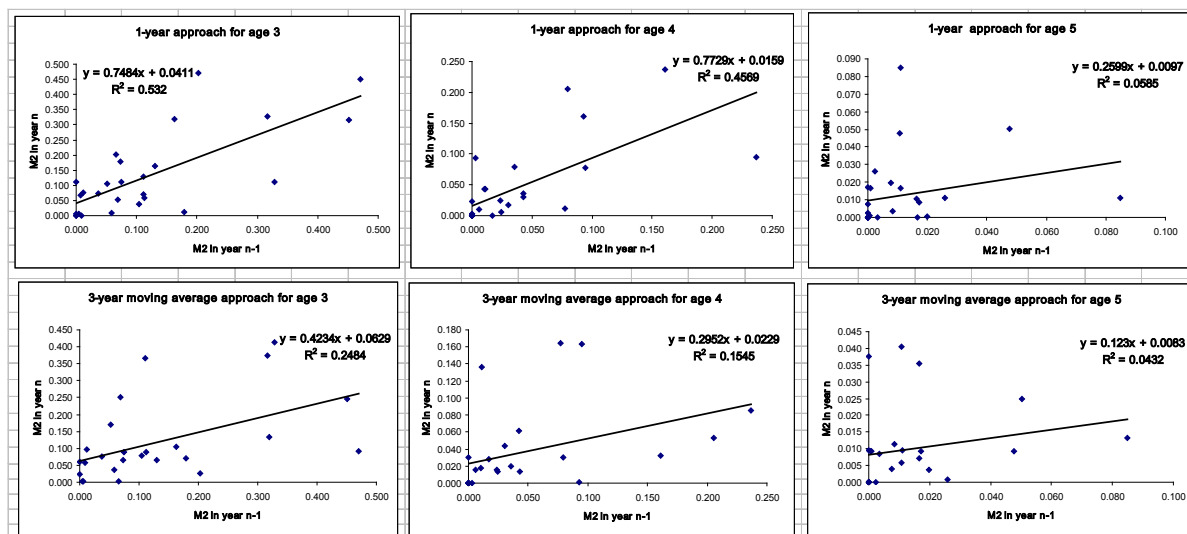 1-year approach for age 3
y = 0.7484x + 0.0411
R² = 0.532
M2 in year n
0.500
0.450
0.400
0.350
0.300
0.250
0.200
0.150
0.100
0.050
0.000
0.000 0.100 0.200 0.300 0.400 0.500
M2 in year n-1
1-year approach for age 4
y = 0.7729x + 0.0159
R² = 0.4569
M2 in year n
0.250
0.200
0.150
0.100
0.050
0.000
0.000 0.050 0.100 0.150 0.200 0.250
M2 in year n-1
1-year approach for age 5
y = 0.2599x + 0.0097
R² = 0.0585
M2 in year n
0.090
0.080
0.070
0.060
0.050
0.040
0.030
0.020
0.010
0.000
0.000 0.020 0.040 0.060 0.080 0.100
M2 in year n-1
3-year moving average approach for age 3
y = 0.4234x + 0.0629
R² = 0.2484
M2 in year n
0.450
0.400
0.350
0.300
0.250
0.200
0.150
0.100
0.050
0.000
0.000 0.100 0.200 0.300 0.400 0.500
M2 in year n-1
3-year moving average approach for age 4
y = 0.2952x + 0.0229
R² = 0.1545
M2 in year n
0.180
0.160
0.140
0.120
0.100
0.080
0.060
0.040
0.020
0.000
0.000 0.050 0.100 0.150 0.200 0.250
M2 in year n-1
3-year moving average approach for age 5
y = 0.123x + 0.0083
R² = 0.0432
M2 in year n
0.045
0.040
0.035
0.030
0.025
0.020
0.015
0.010
0.005
0.000
0.000 0.020 0.040 0.060 0.080 0.100
M2 in year n-1